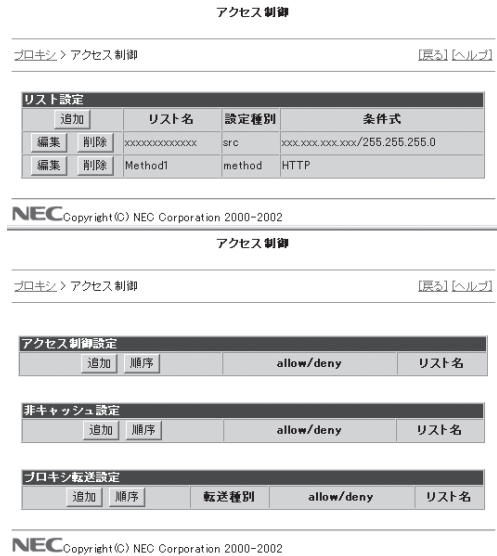 アクセス制御
プロキシ > アクセス制御 [戻る] [ヘルプ]
リスト設定
追加 リスト名 設定種別 条件式
編集 削除 xxxxxxxxxxxxx src xxx.xxx.xxx.xxx/255.255.255.0
編集 削除 Method1 method HTTP
NEC Copyright(C) NEC Corporation 2000-2002
アクセス制御
プロキシ > アクセス制御 [戻る] [ヘルプ]
アクセス制御設定
追加 順序 allow/deny リスト名
非キャッシュ設定
追加 順序 allow/deny リスト名
プロキシ転送設定
追加 順序 転送種別 allow/deny リスト名
NEC Copyright(C) NEC Corporation 2000-2002